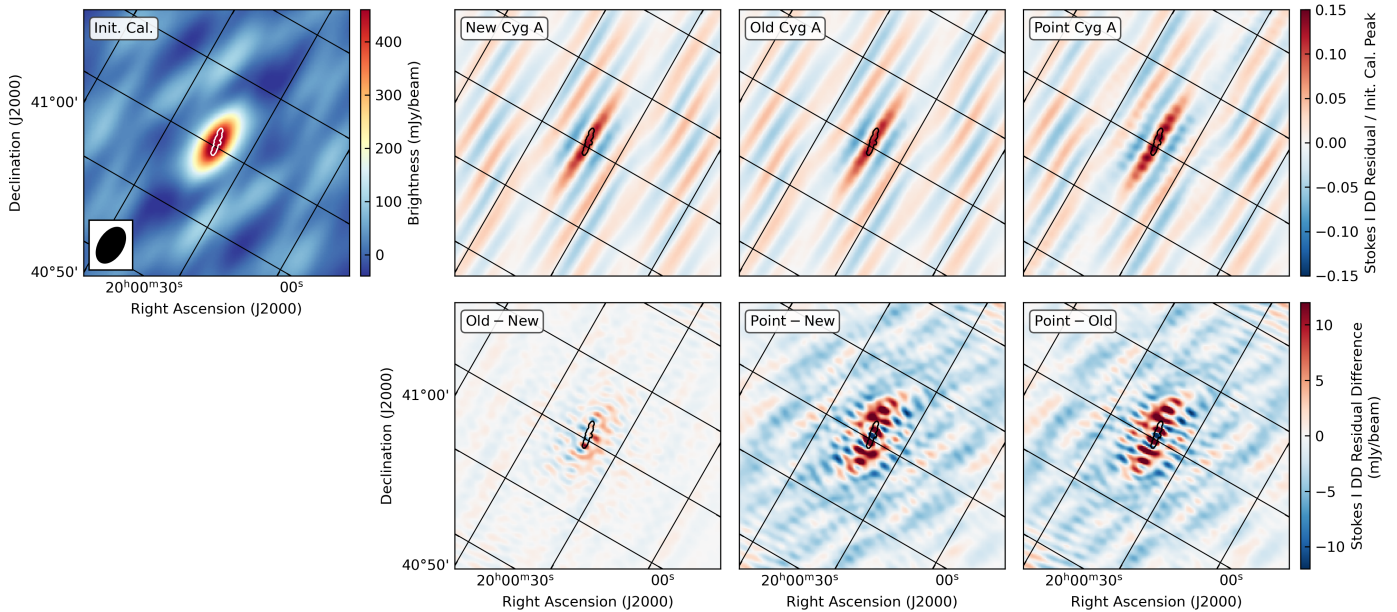 Init. Cal.
41°00'
40°50'
Declination (J2000)
20ʰ00ᵐ30ˢ
00ˢ
Right Ascension (J2000)
400
300
200
100
0
Brightness (mJy/beam)
New Cyg A
Old Cyg A
Point Cyg A
0.15
0.10
0.05
0.00
−0.05
−0.10
−0.15
Stokes I DD Residual / Init. Cal. Peak
Old − New
Point − New
Point − Old
41°00'
40°50'
Declination (J2000)
20ʰ00ᵐ30ˢ
00ˢ
20ʰ00ᵐ30ˢ
00ˢ
20ʰ00ᵐ30ˢ
00ˢ
Right Ascension (J2000)
Right Ascension (J2000)
Right Ascension (J2000)
10
5
0
−5
−10
Stokes I DD Residual Difference
(mJy/beam)